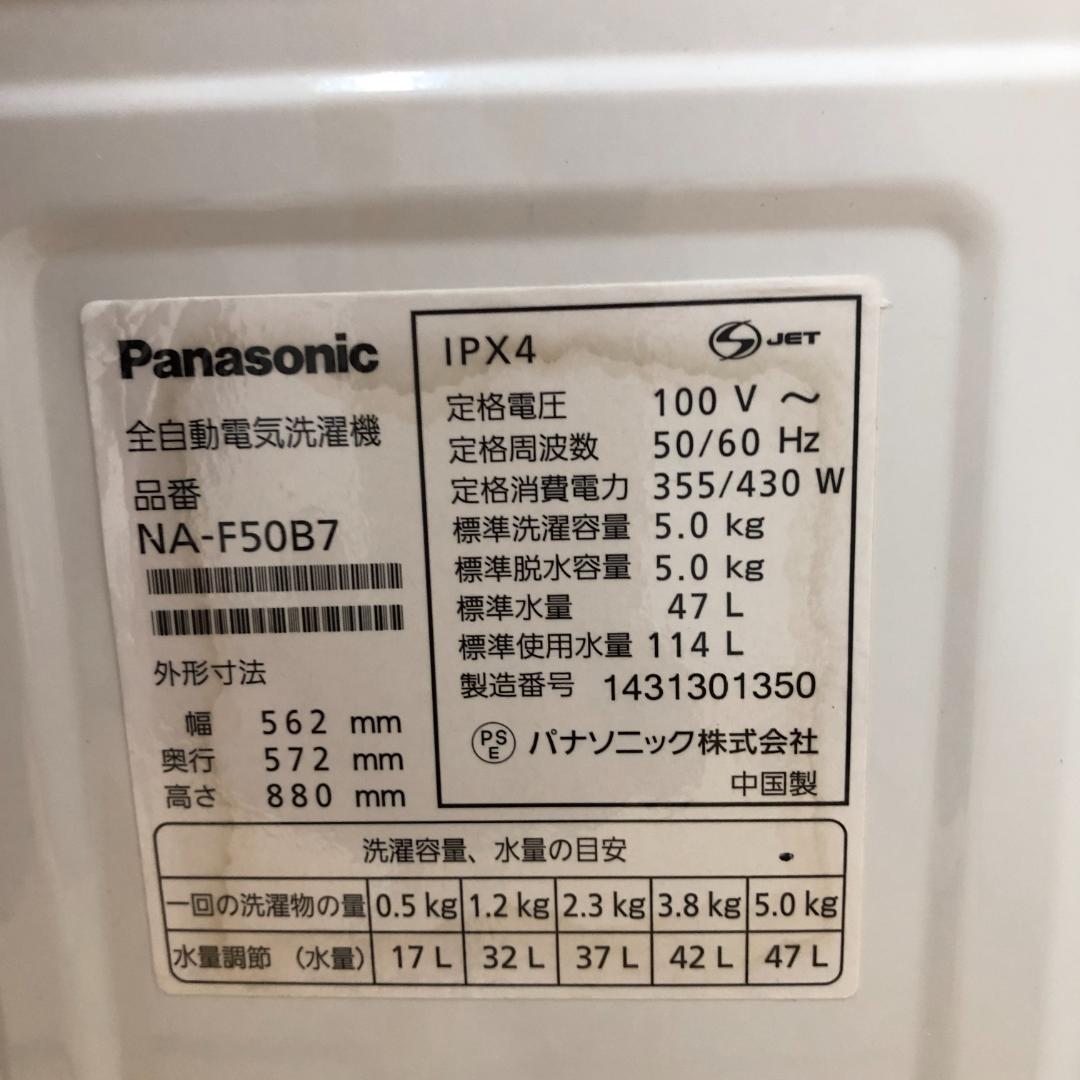 Panasonic
全自動電気洗濯機
品番
NA-F50B7
外形寸法
幅 562 mm
奥行 572 mm
高さ 880 mm
IPX4
S JET
定格電圧 100 V ～
定格周波数 50/60 Hz
定格消費電力 355/430 W
標準洗濯容量 5.0 kg
標準脱水容量 5.0 kg
標準水量 47 L
標準使用水量 114 L
製造番号 1431301350
PSE パナソニック株式会社
中国製
洗濯容量、水量の目安
一回の洗濯物の量 0.5 kg 1.2 kg 2.3 kg 3.8 kg 5.0 kg
水量調節 （水量） 17 L 32 L 37 L 42 L 47 L